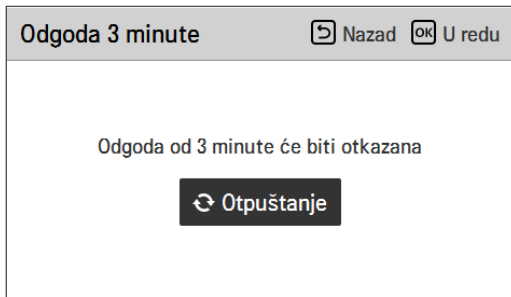 Odgoda 3 minute Nazad OK U redu
Odgoda od 3 minute će biti otkazana
Otpuštanje